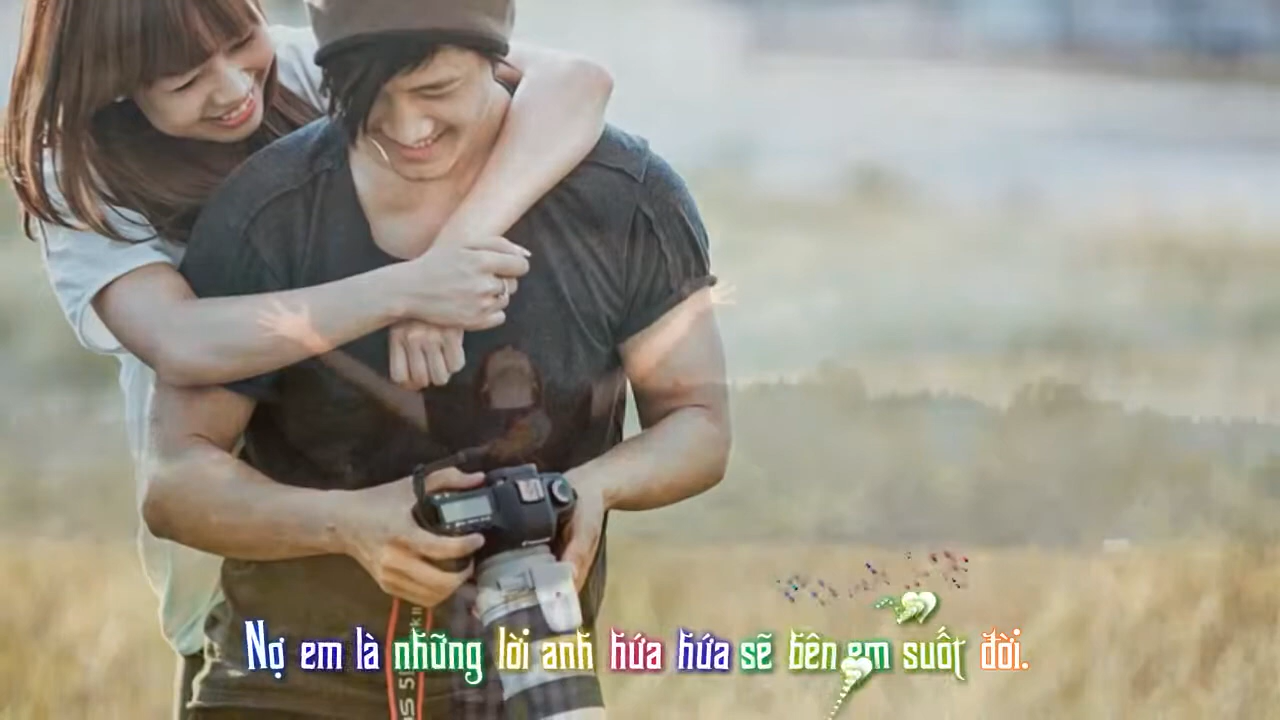 Nợ em là những lời anh hứa hứa sẽ bên em suốt đời.